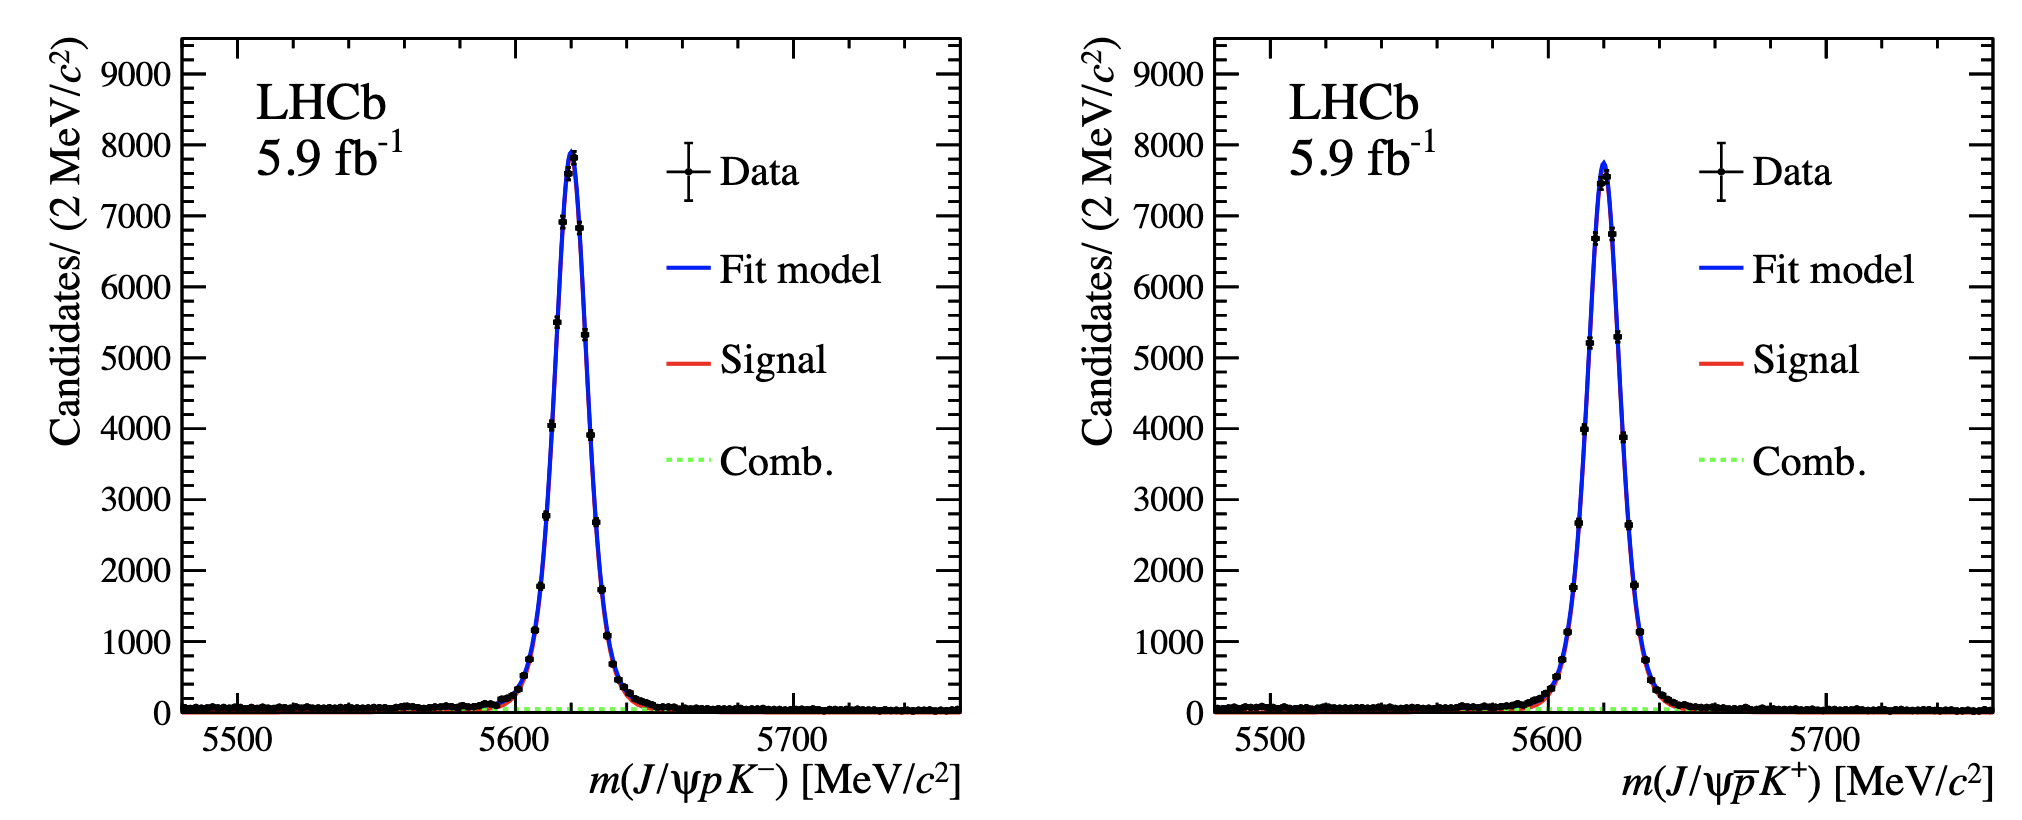 Candidates/ (2 MeV/c²)
9000
8000
7000
6000
5000
4000
3000
2000
1000
0
LHCb
5.9 fb⁻¹
Data
Fit model
Signal
Comb.
5500
5600
5700
m(J/ψpK⁻) [MeV/c²]
Candidates/ (2 MeV/c²)
9000
8000
7000
6000
5000
4000
3000
2000
1000
0
LHCb
5.9 fb⁻¹
Data
Fit model
Signal
Comb.
5500
5600
5700
m(J/ψp̅K⁺) [MeV/c²]